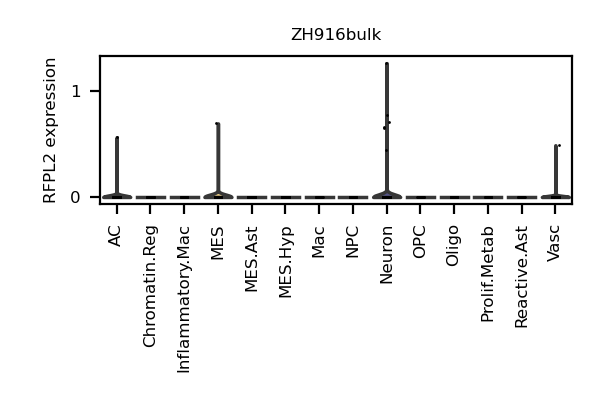 ZH916bulk
RFPL2 expression
1
0
AC
Chromatin.Reg
Inflammatory.Mac
MES
MES.Ast
MES.Hyp
Mac
NPC
Neuron
OPC
Oligo
Prolif.Metab
Reactive.Ast
Vasc